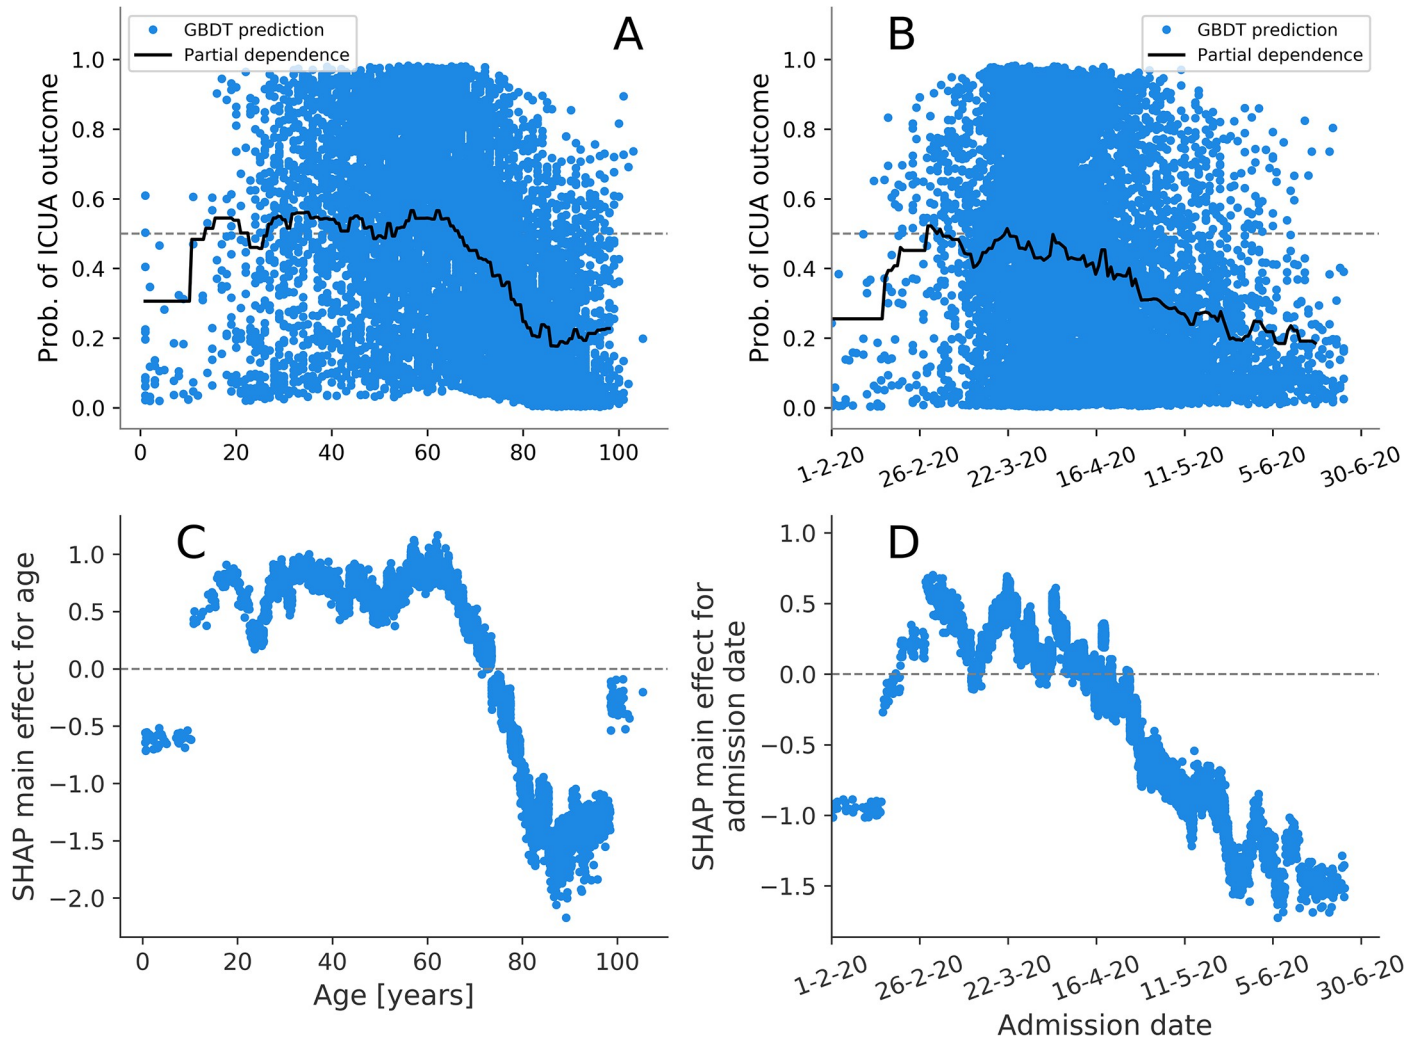 GBDT prediction
Partial dependence
A
Prob. of ICUA outcome
1.0
0.8
0.6
0.4
0.2
0.0
0 20 40 60 80 100
GBDT prediction
Partial dependence
B
Prob. of ICUA outcome
1.0
0.8
0.6
0.4
0.2
0.0
1-2-20 26-2-20 22-3-20 16-4-20 11-5-20 5-6-20 30-6-20
C
SHAP main effect for age
1.0
0.5
0.0
−0.5
−1.0
−1.5
−2.0
0 20 40 60 80 100
Age [years]
D
SHAP main effect for
admission date
1.0
0.5
0.0
−0.5
−1.0
−1.5
1-2-20 26-2-20 22-3-20 16-4-20 11-5-20 5-6-20 30-6-20
Admission date